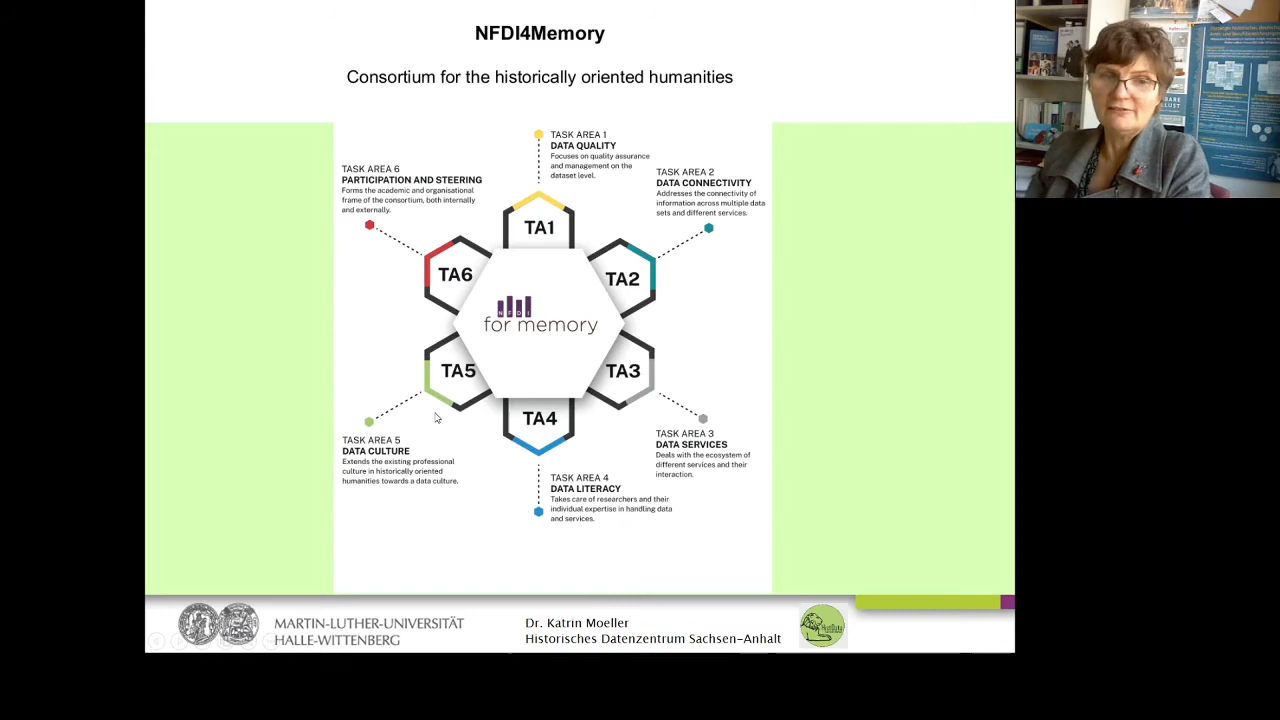 NFDI4Memory
Consortium for the historically oriented humanities
TASK AREA 1
DATA QUALITY
Focuses on quality assurance
and management on the
dataset level.
TASK AREA 6
PARTICIPATION AND STEERING
Forms the academic and organisational
frame of the consortium, both internally
and externally.
TASK AREA 2
DATA CONNECTIVITY
Addresses the connectivity of
information across multiple data
sets and different services.
TA1
TA6
TA2
NFDI
for memory
TA5
TA3
TA4
TASK AREA 5
DATA CULTURE
Extends the existing professional
culture in historically oriented
humanities towards a data culture.
TASK AREA 3
DATA SERVICES
Deals with the ecosystem of
different services and their
interaction.
TASK AREA 4
DATA LITERACY
Takes care of researchers and their
individual expertise in handling data
and services.
MARTIN-LUTHER-UNIVERSITÄT
HALLE-WITTENBERG
Dr. Katrin Moeller
Historisches Datenzentrum Sachsen-Anhalt